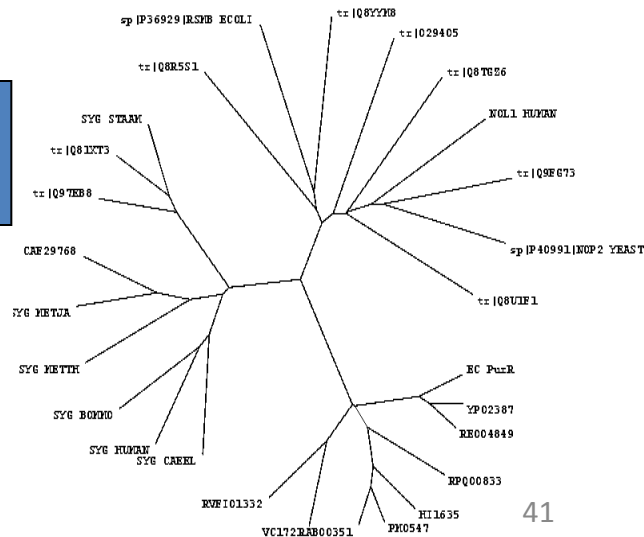 sp|P36929|RSMB ECOLI
tr|Q8YYM8
tr|O29405
tr|Q8R5S1
tr|Q8TGZ6
NOL1 HUMAN
SYG STAAM
tr|Q81XT3
tr|Q9FG73
tr|Q97EB8
sp|P40991|NOP2 YEAST
CAF29768
tr|Q8U1F1
SYG METJA
SYG METTH
EC PurR
YP02387
SYG BOMMO
RE004849
SYG HUMAN
SYG CAEEL
RPQ00833
RVFI01332
HI1635
VC1721
RAB00351
PM0547
41